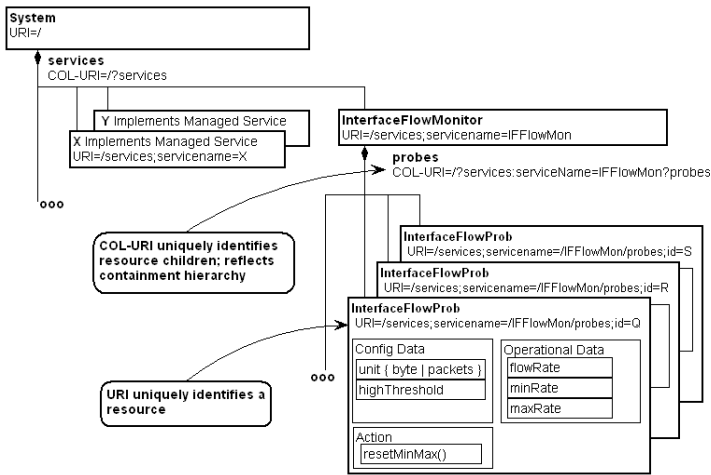 System
URI=/
services
COL-URI=/?services
Y Implements Managed Service
X Implements Managed Service
URI=/services;servicename=X
ooo
InterfaceFlowMonitor
URI=/services;servicename=IFFlowMon
probes
COL-URI=/?services:serviceName=IFFlowMon?probes
COL-URI uniquely identifies
resource children; reflects
containment hierarchy
InterfaceFlowProb
URI=/services;servicename=/IFFlowMon/probes;id=S
InterfaceFlowProb
URI=/services;servicename=/IFFlowMon/probes;id=R
InterfaceFlowProb
URI=/services;servicename=/IFFlowMon/probes;id=Q
Config Data
unit { byte | packets }
highThreshold
Operational Data
flowRate
minRate
maxRate
Action
resetMinMax()
ooo
URI uniquely identifies a
resource